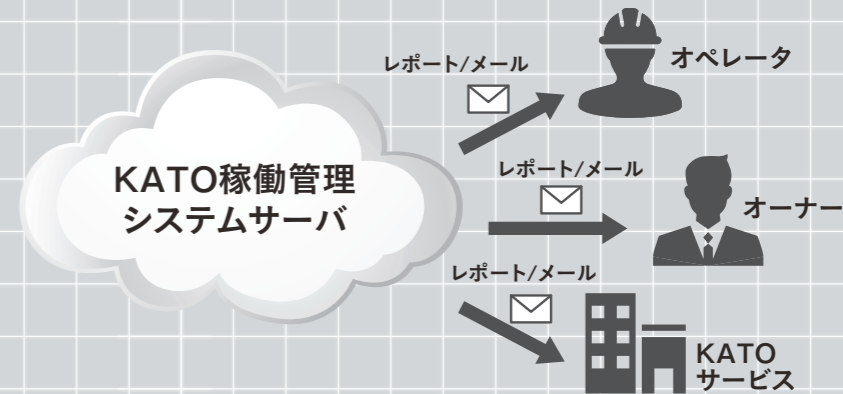 KATO稼働管理
システムサーバ
レポート/メール
オペレータ
レポート/メール
オーナー
レポート/メール
KATO
サービス